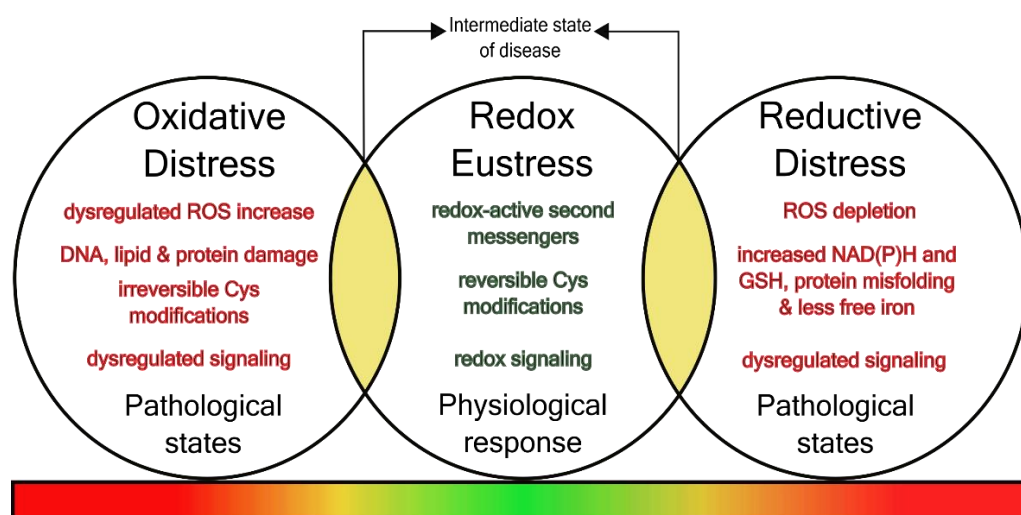 Intermediate state
of disease
Oxidative
Distress
dysregulated ROS increase
DNA, lipid & protein damage
irreversible Cys
modifications
dysregulated signaling
Pathological
states
Redox
Eustress
redox-active second
messengers
reversible Cys
modifications
redox signaling
Physiological
response
Reductive
Distress
ROS depletion
increased NAD(P)H and
GSH, protein misfolding
& less free iron
dysregulated signaling
Pathological
states